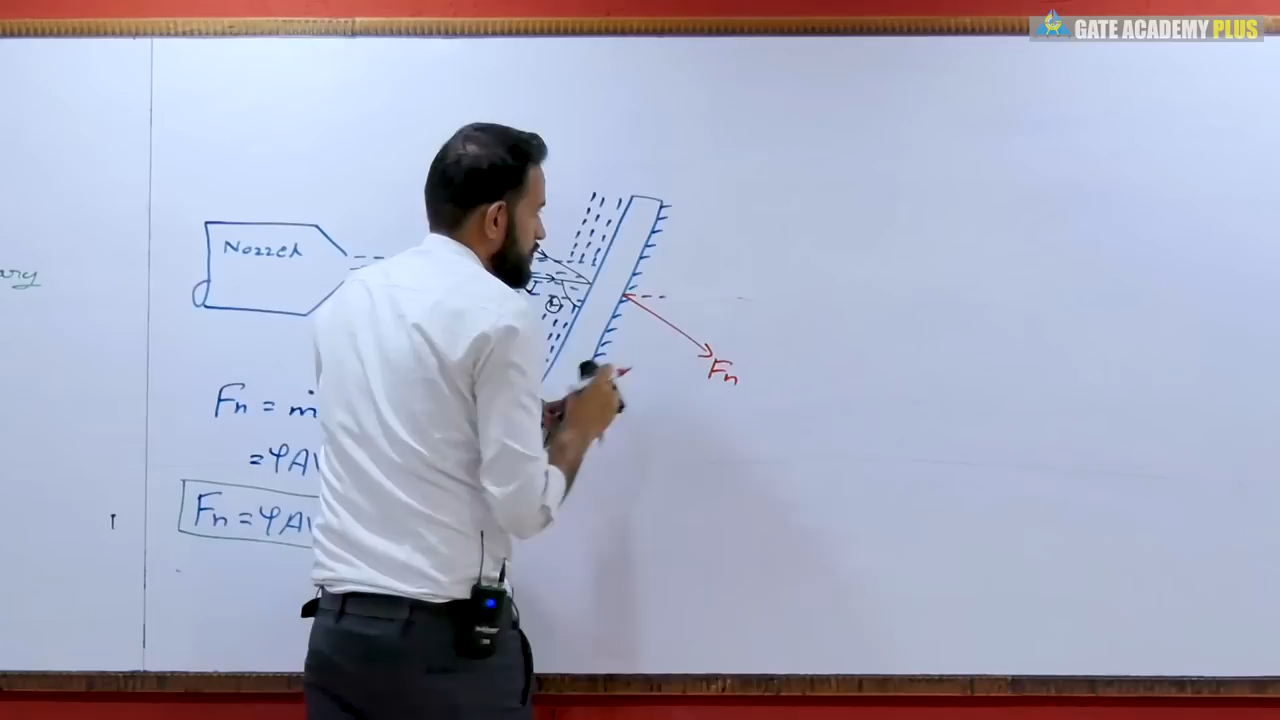 GATE ACADEMY PLUS
Nozzel
Fn
Fn = ṁ
= ρAV
Fn = ρAV